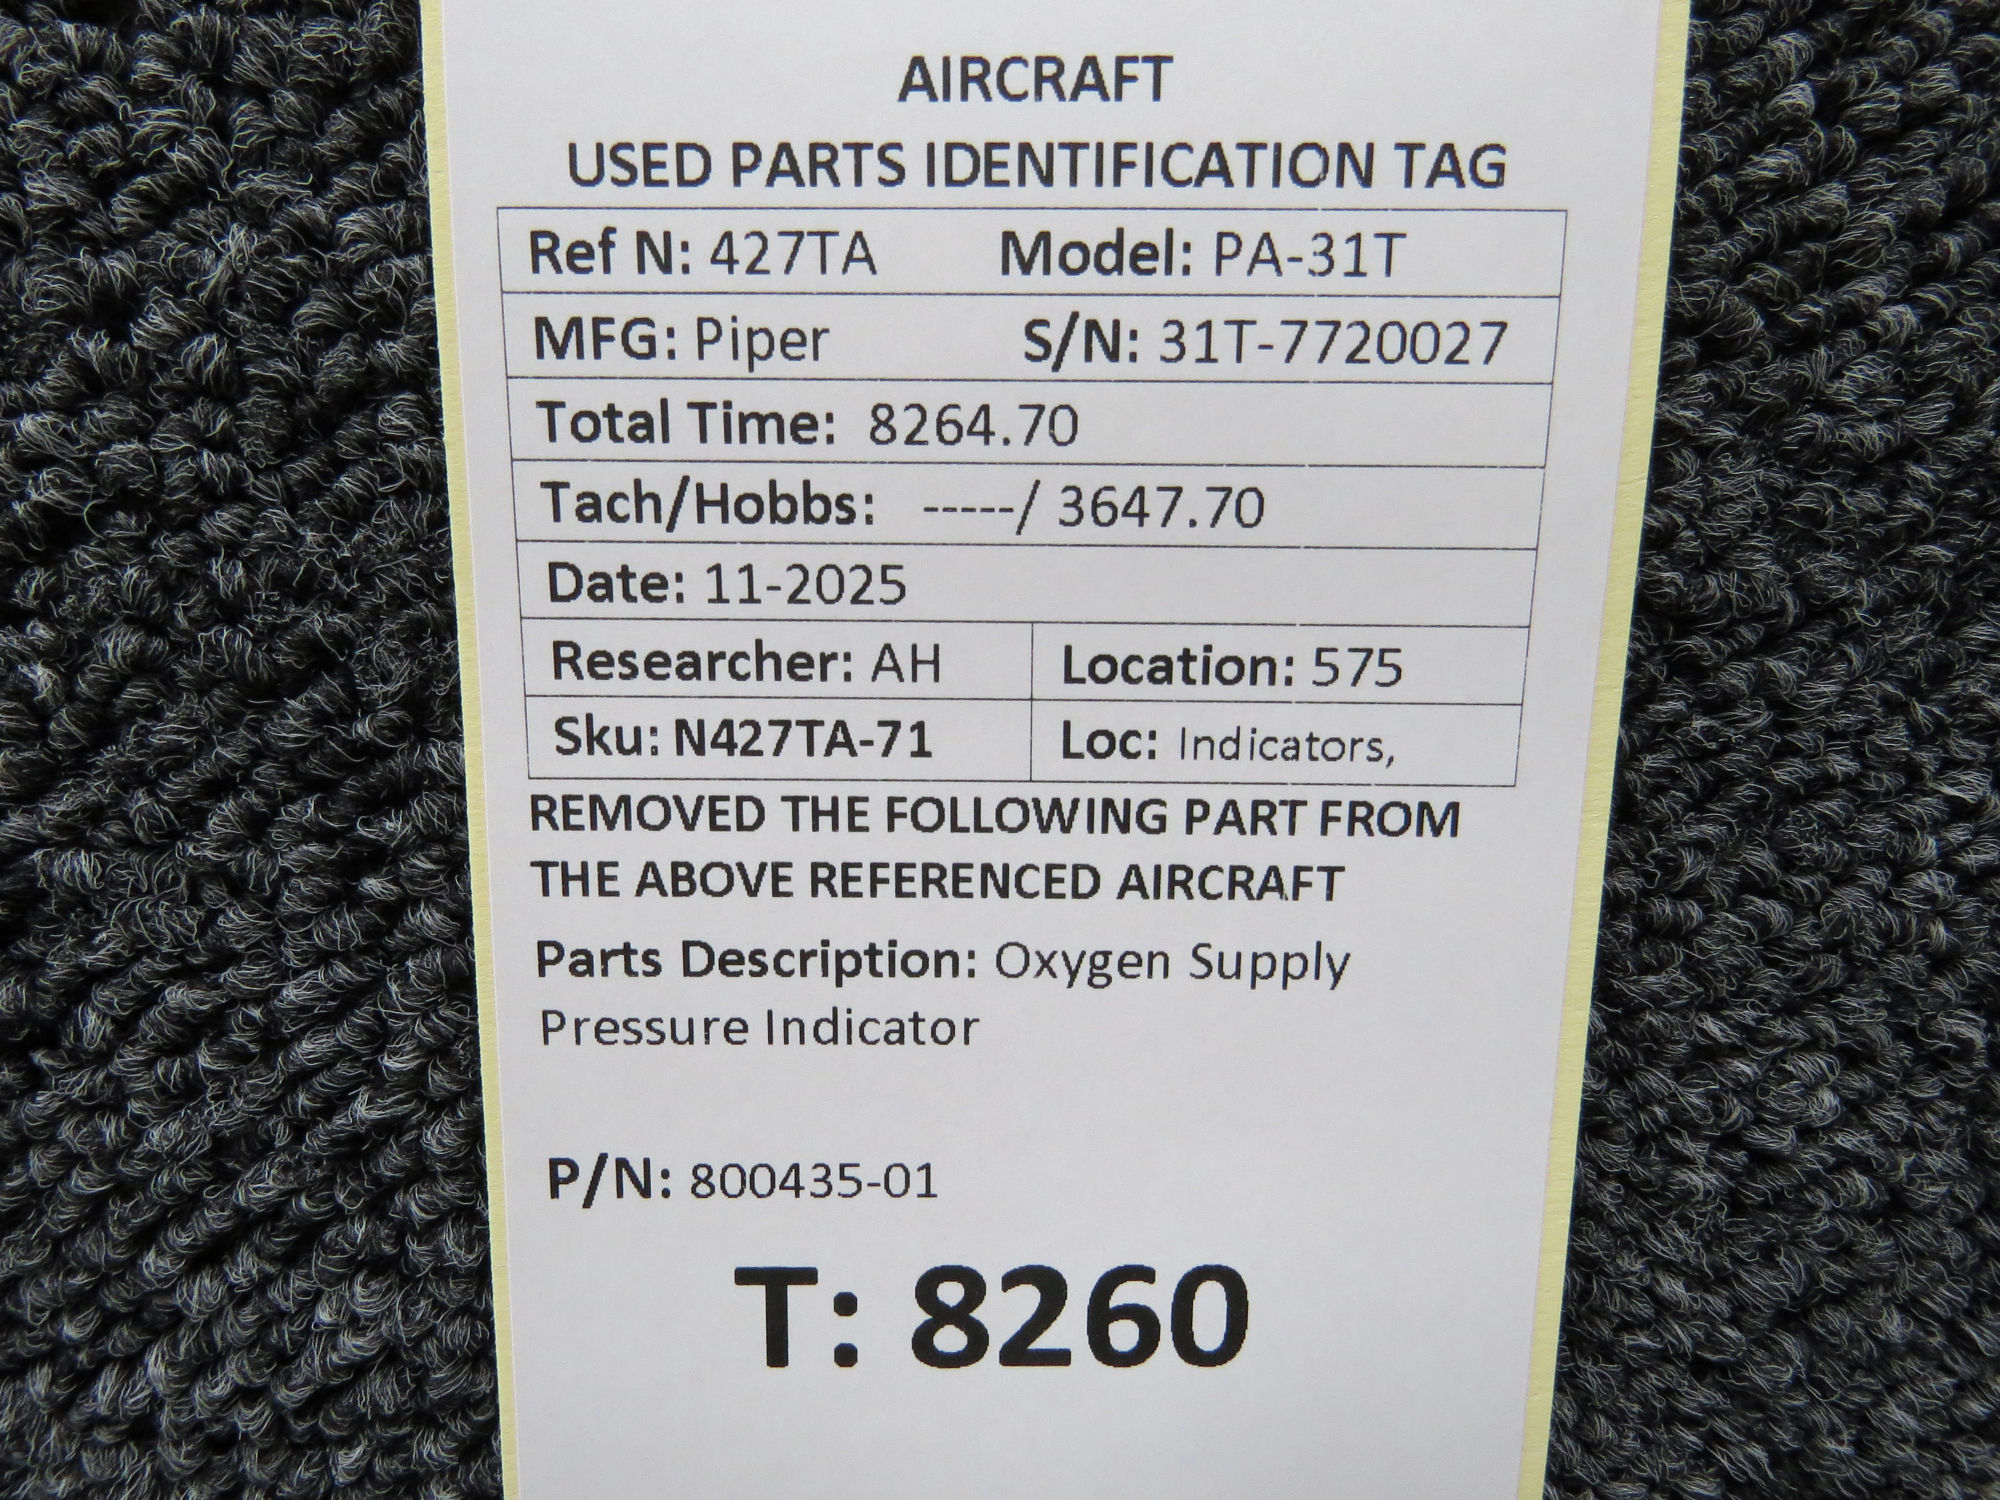 AIRCRAFT
USED PARTS IDENTIFICATION TAG
Ref N: 427TA Model: PA-31T
MFG: Piper S/N: 31T-7720027
Total Time: 8264.70
Tach/Hobbs: -----/ 3647.70
Date: 11-2025
Researcher: AH Location: 575
Sku: N427TA-71 Loc: Indicators,
REMOVED THE FOLLOWING PART FROM
THE ABOVE REFERENCED AIRCRAFT
Parts Description: Oxygen Supply
Pressure Indicator
P/N: 800435-01
T: 8260